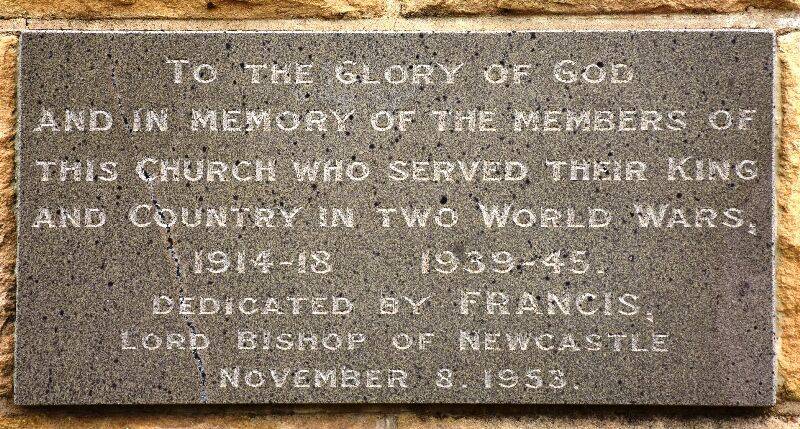 To the Glory of God
and in memory of the members of
this Church who served their King
and Country in two World Wars,
1914-18 1939-45.
dedicated by FRANCIS,
Lord Bishop of Newcastle
November 8. 1953.